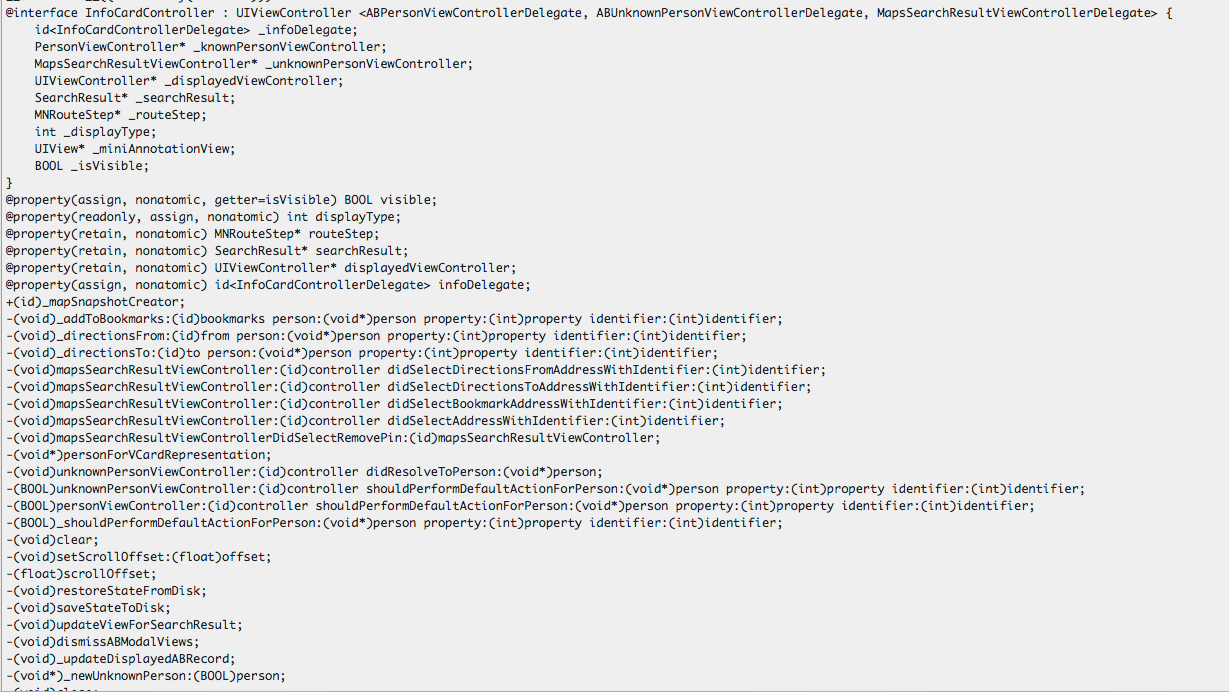 @interface InfoCardController : UIViewController <ABPersonViewControllerDelegate, ABUnknownPersonViewControllerDelegate, MapsSearchResultViewControllerDelegate> {
    id<InfoCardControllerDelegate> _infoDelegate;
    PersonViewController* _knownPersonViewController;
    MapsSearchResultViewController* _unknownPersonViewController;
    UIViewController* _displayedViewController;
    SearchResult* _searchResult;
    MNRouteStep* _routeStep;
    int _displayType;
    UIView* _miniAnnotationView;
    BOOL _isVisible;
}
@property(assign, nonatomic, getter=isVisible) BOOL visible;
@property(readonly, assign, nonatomic) int displayType;
@property(retain, nonatomic) MNRouteStep* routeStep;
@property(retain, nonatomic) SearchResult* searchResult;
@property(retain, nonatomic) UIViewController* displayedViewController;
@property(assign, nonatomic) id<InfoCardControllerDelegate> infoDelegate;
+(id)_mapSnapshotCreator;
-(void)_addToBookmarks:(id)bookmarks person:(void*)person property:(int)property identifier:(int)identifier;
-(void)_directionsFrom:(id)from person:(void*)person property:(int)property identifier:(int)identifier;
-(void)_directionsTo:(id)to person:(void*)person property:(int)property identifier:(int)identifier;
-(void)mapsSearchResultViewController:(id)controller didSelectDirectionsFromAddressWithIdentifier:(int)identifier;
-(void)mapsSearchResultViewController:(id)controller didSelectDirectionsToAddressWithIdentifier:(int)identifier;
-(void)mapsSearchResultViewController:(id)controller didSelectBookmarkAddressWithIdentifier:(int)identifier;
-(void)mapsSearchResultViewController:(id)controller didSelectAddressWithIdentifier:(int)identifier;
-(void)mapsSearchResultViewControllerDidSelectRemovePin:(id)mapsSearchResultViewController;
-(void*)personForVCardRepresentation;
-(void)unknownPersonViewController:(id)controller didResolveToPerson:(void*)person;
-(BOOL)unknownPersonViewController:(id)controller shouldPerformDefaultActionForPerson:(void*)person property:(int)property identifier:(int)identifier;
-(BOOL)personViewController:(id)controller shouldPerformDefaultActionForPerson:(void*)person property:(int)property identifier:(int)identifier;
-(BOOL)_shouldPerformDefaultActionForPerson:(void*)person property:(int)property identifier:(int)identifier;
-(void)clear;
-(void)setScrollOffset:(float)offset;
-(float)scrollOffset;
-(void)restoreStateFromDisk;
-(void)saveStateToDisk;
-(void)updateViewForSearchResult;
-(void)dismissABModalViews;
-(void)_updateDisplayedABRecord;
-(void*)_newUnknownPerson:(BOOL)person;